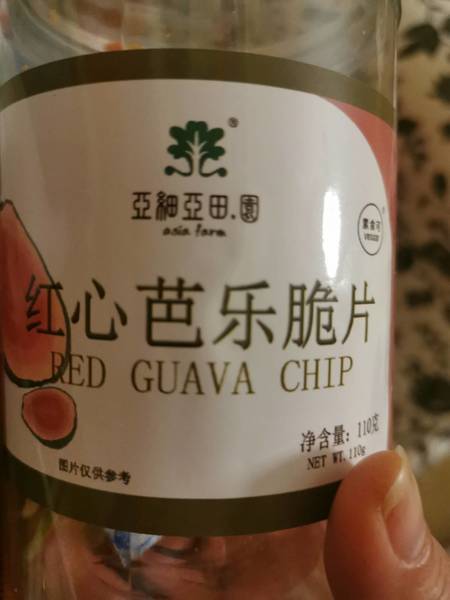 亞細亞田.園
asia farm
素食可
VEGGIE
红心芭乐脆片
RED GUAVA CHIP
净含量：110克
NET WT. 110g
图片仅供参考